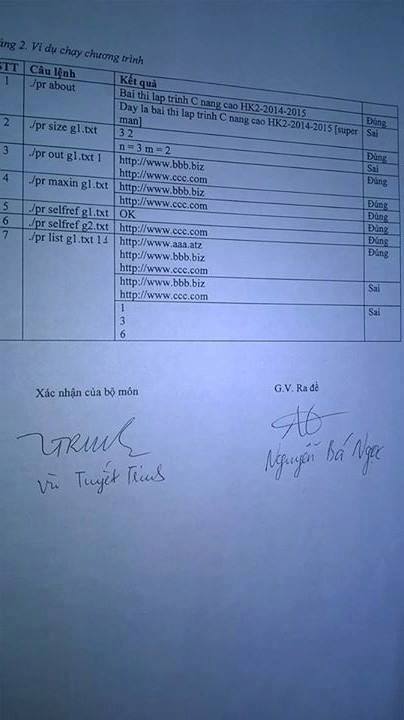 ảng 2. Ví dụ chạy chương trình
STT Câu lệnh Kết quả
1 ./pr about Bai thi lap trinh C nang cao HK2-2014-2015 Đúng
Day la bai thi lap trinh C nang cao HK2-2014-2015 [super man] Sai
2 ./pr size g1.txt 3 2
n = 3 m = 2 Đúng
3 ./pr out g1.txt 1 http://www.bbb.biz Sai
http://www.ccc.com Đúng
4 ./pr maxin g1.txt http://www.bbb.biz
http://www.ccc.com Đúng
5 ./pr selfref g1.txt OK Đúng
6 ./pr selfref g2.txt http://www.ccc.com Đúng
7 ./pr list g1.txt 1 http://www.aaa.atz Đúng
http://www.bbb.biz
http://www.ccc.com
http://www.bbb.biz Sai
http://www.ccc.com
1 Sai
3
6
Xác nhận của bộ môn G.V. Ra đề
Vũ Tuyết Trinh Nguyễn Bá Ngọc